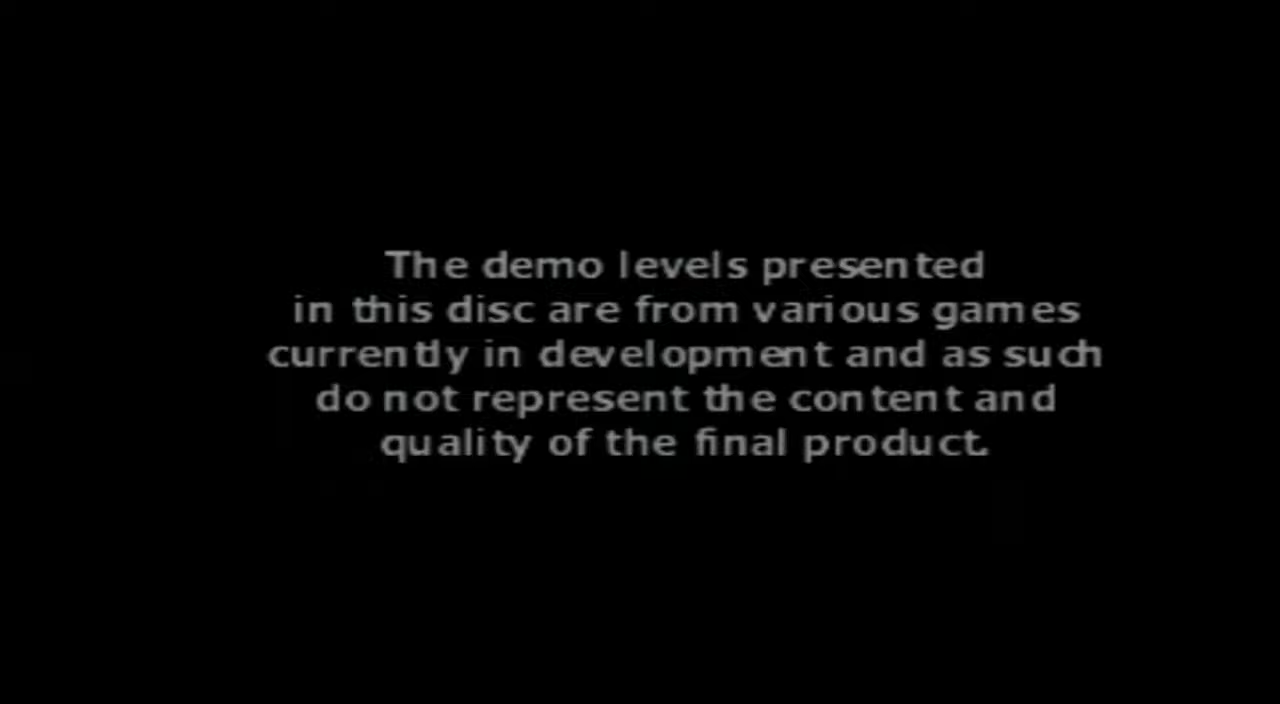 The demo levels presented
in this disc are from various games
currently in development and as such
do not represent the content and
quality of the final product.